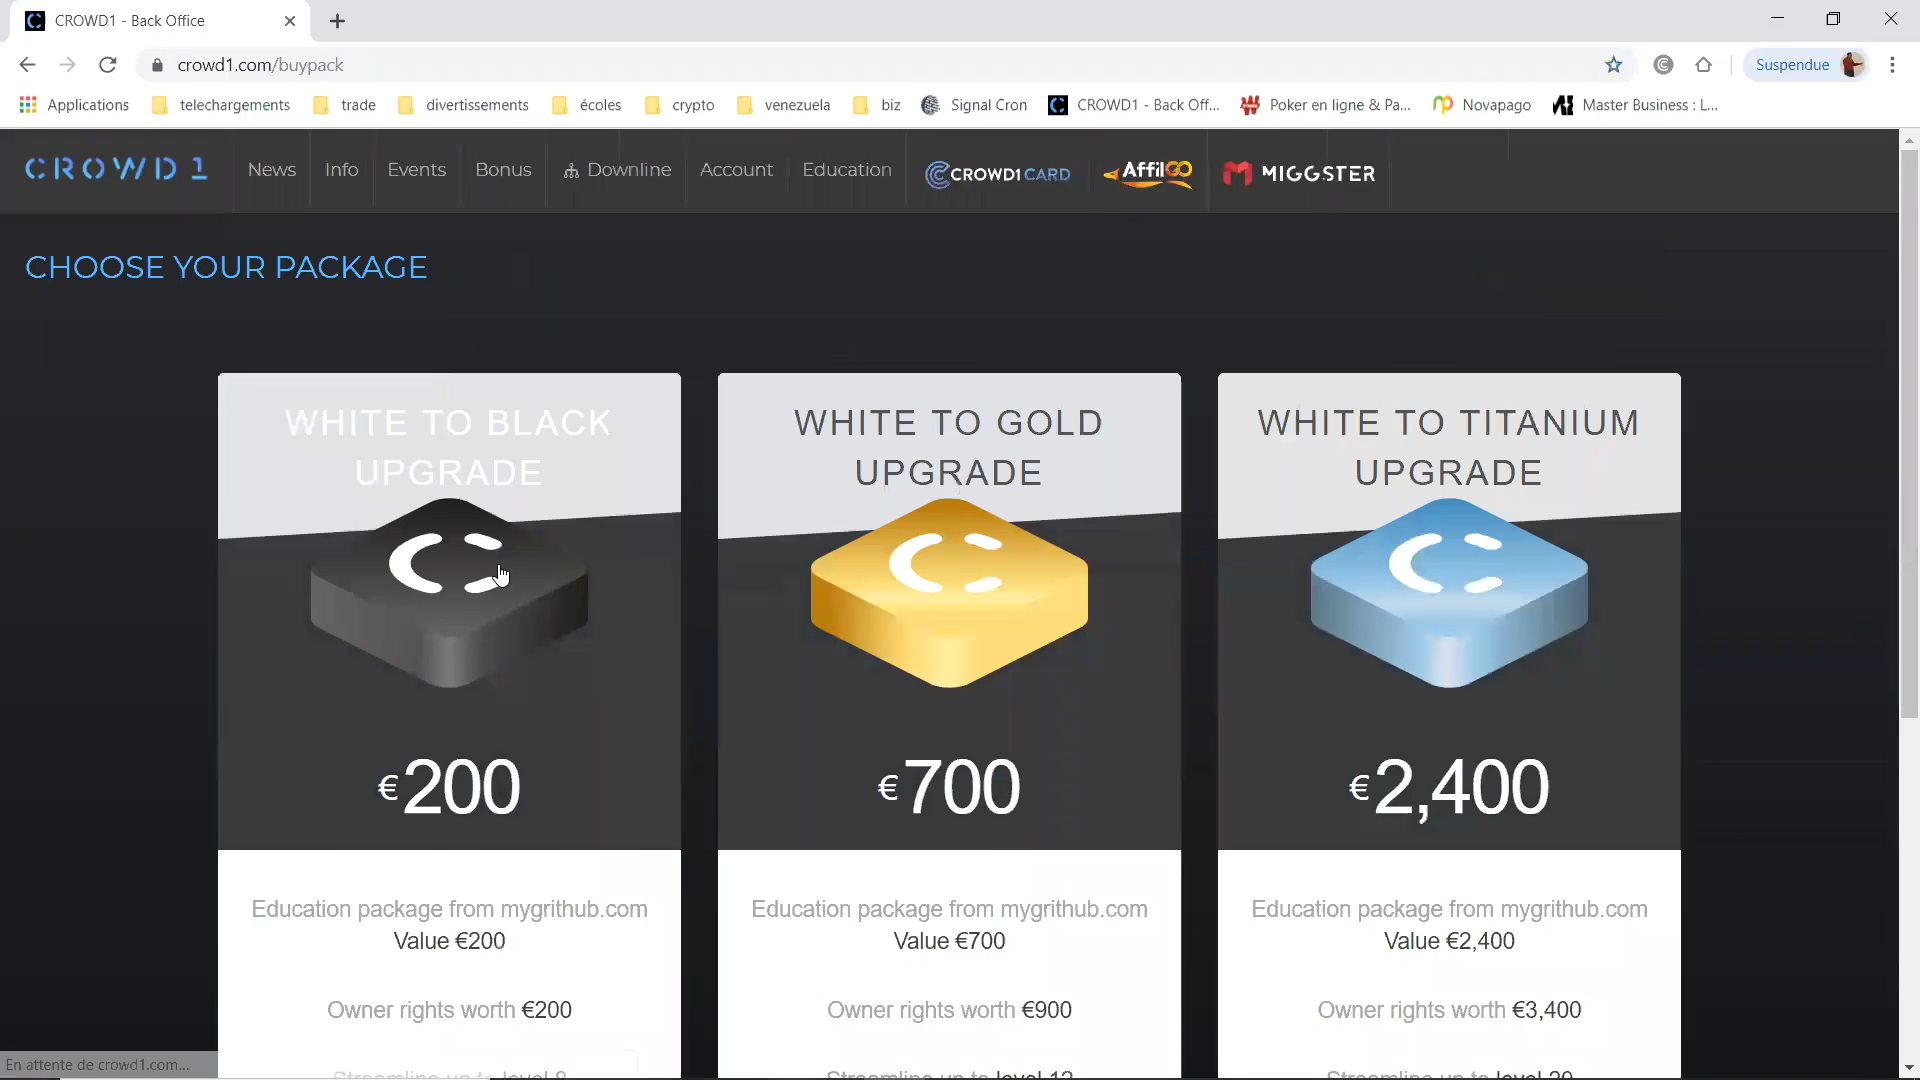 CROWD1 - Back Office
crowd1.com/buypack
Suspendue
Applications telechargements trade divertissements écoles crypto venezuela biz Signal Cron CROWD1 - Back Off... Poker en ligne & Pa... Novapago Master Business : L...
CROWD1 News Info Events Bonus Downline Account Education CROWD1CARD AffilGO MIGGSTER
CHOOSE YOUR PACKAGE
WHITE TO BLACK
UPGRADE
€200
Education package from mygrithub.com
Value €200
Owner rights worth €200
Streamline up to level 8
WHITE TO GOLD
UPGRADE
€700
Education package from mygrithub.com
Value €700
Owner rights worth €900
Streamline up to level 12
WHITE TO TITANIUM
UPGRADE
€2,400
Education package from mygrithub.com
Value €2,400
Owner rights worth €3,400
Streamline up to level 20
En attente de crowd1.com...